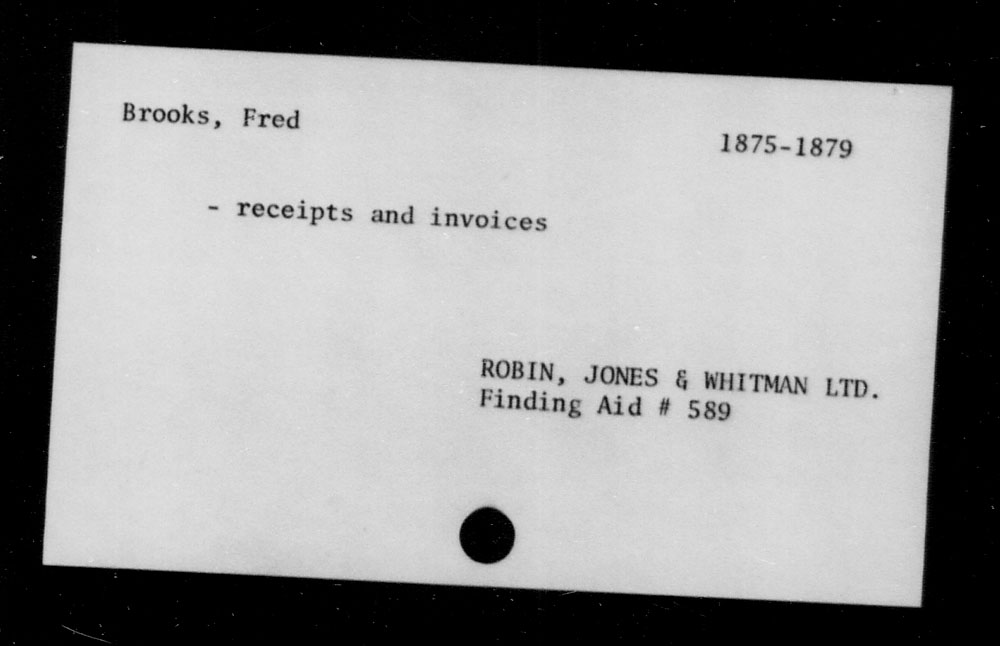 Brooks, Fred
1875-1879
- receipts and invoices
ROBIN, JONES & WHITMAN LTD.
Finding Aid # 589